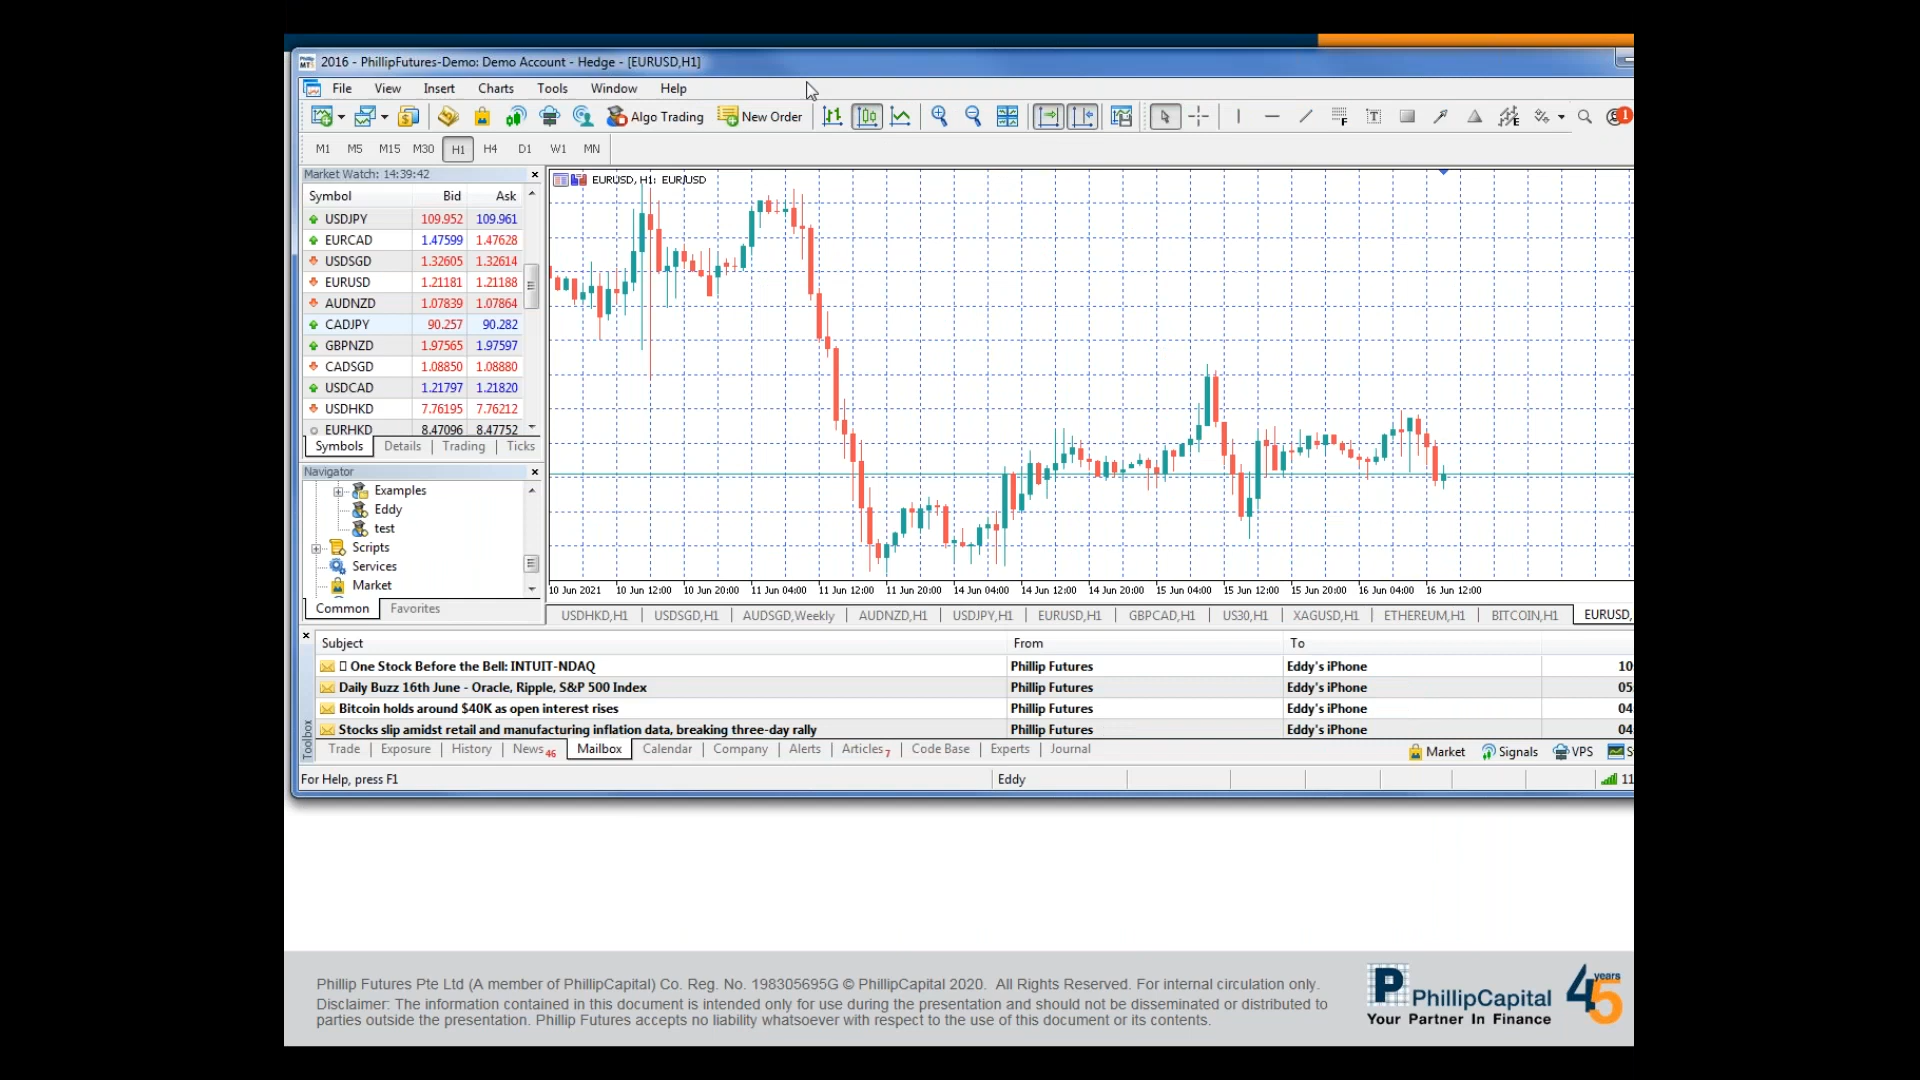 2016 - PhillipFutures-Demo: Demo Account - Hedge - [EURUSD,H1]
File View Insert Charts Tools Window Help
Algo Trading New Order 1
M1 M5 M15 M30 H1 H4 D1 W1 MN
Market Watch: 14:39:42
Symbol Bid Ask
USDJPY 109.952 109.961
EURCAD 1.47599 1.47628
USDSGD 1.32605 1.32614
EURUSD 1.21181 1.21188
AUDNZD 1.07839 1.07864
CADJPY 90.257 90.282
GBPNZD 1.97565 1.97597
CADSGD 1.08850 1.08880
USDCAD 1.21797 1.21820
USDHKD 7.76195 7.76212
EURHKD 8.47096 8.47752
Symbols Details Trading Ticks
Navigator
Examples
Eddy
test
Scripts
Services
Market
Common Favorites
EURUSD, H1: EUR/USD
10 Jun 2021 10 Jun 12:00 10 Jun 20:00 11 Jun 04:00 11 Jun 12:00 11 Jun 20:00 14 Jun 04:00 14 Jun 12:00 14 Jun 20:00 15 Jun 04:00 15 Jun 12:00 15 Jun 20:00 16 Jun 04:00 16 Jun 12:00
USDHKD,H1 USDSGD,H1 AUDSGD,Weekly AUDNZD,H1 USDJPY,H1 EURUSD,H1 GBPCAD,H1 US30,H1 XAGUSD,H1 ETHEREUM,H1 BITCOIN,H1 EURUSD,
Subject From To
One Stock Before the Bell: INTUIT-NDAQ Phillip Futures Eddy's iPhone 10
Daily Buzz 16th June - Oracle, Ripple, S&P 500 Index Phillip Futures Eddy's iPhone 05
Bitcoin holds around $40K as open interest rises Phillip Futures Eddy's iPhone 04
Stocks slip amidst retail and manufacturing inflation data, breaking three-day rally Phillip Futures Eddy's iPhone 04
Toolbox
Trade Exposure History News 46 Mailbox Calendar Company Alerts Articles 7 Code Base Experts Journal Market Signals VPS S
For Help, press F1 Eddy 11
Phillip Futures Pte Ltd (A member of PhillipCapital) Co. Reg. No. 198305695G © PhillipCapital 2020. All Rights Reserved. For internal circulation only.
Disclaimer: The information contained in this document is intended only for use during the presentation and should not be disseminated or distributed to
parties outside the presentation. Phillip Futures accepts no liability whatsoever with respect to the use of this document or its contents.
PhillipCapital
Your Partner In Finance
45 years